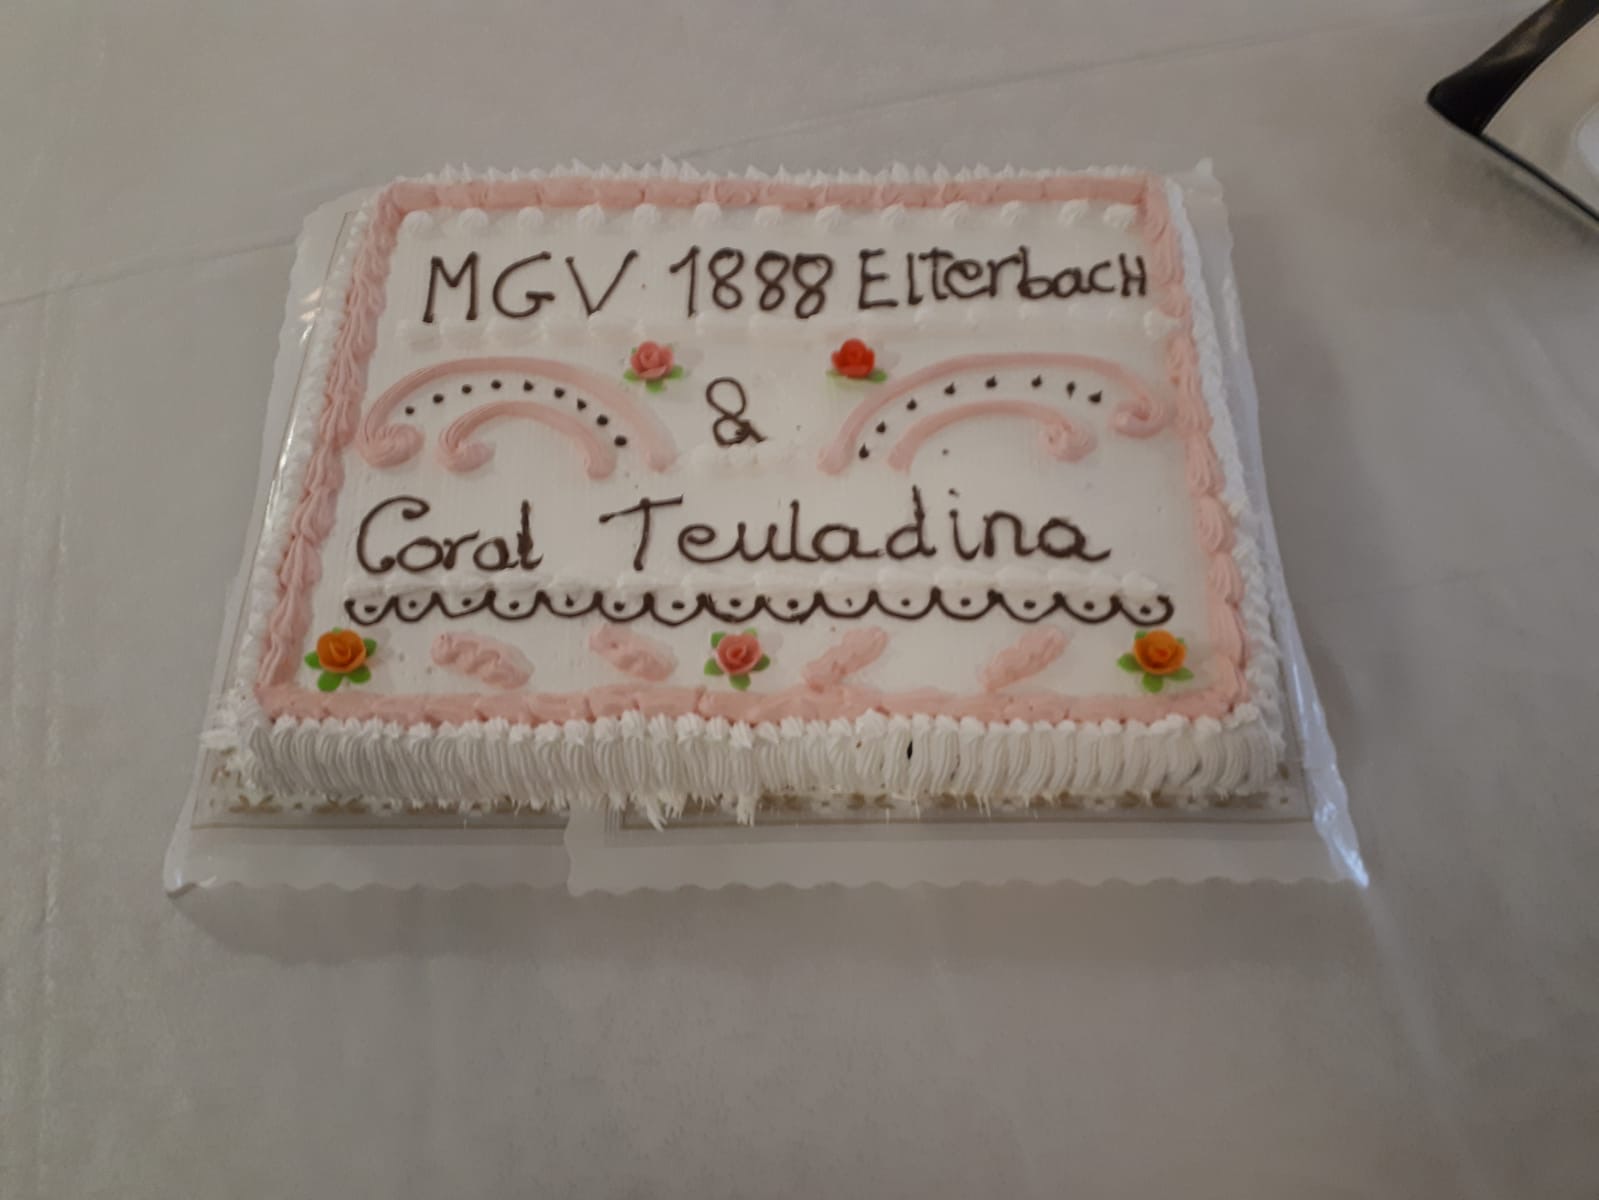 MGV 1888 Elterbach
&
Coral Teuladina